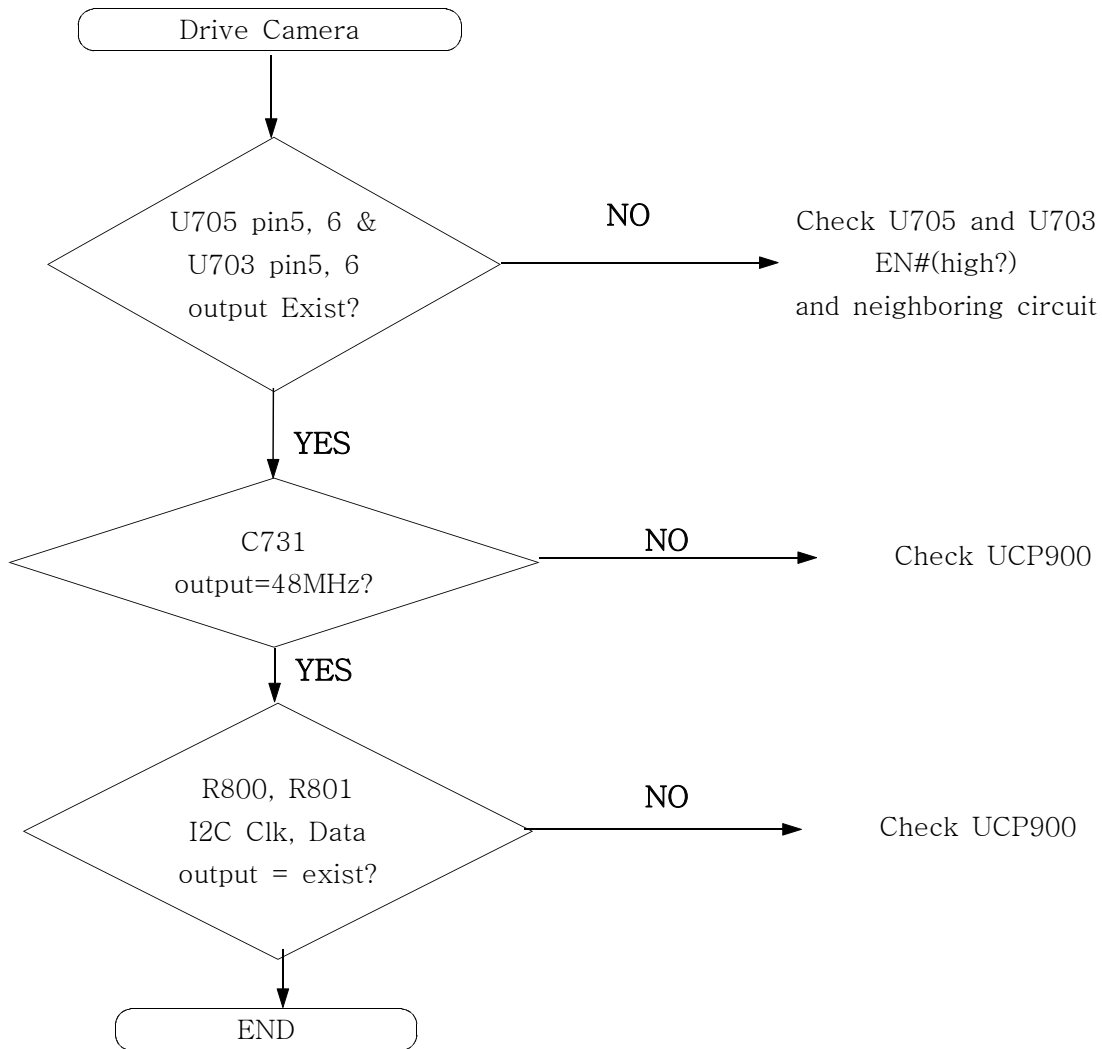 Drive Camera
U705 pin5, 6 &
U703 pin5, 6
output Exist?
NO
Check U705 and U703
EN#(high?)
and neighboring circuit
YES
C731
output=48MHz?
NO
Check UCP900
YES
R800, R801
I2C Clk, Data
output = exist?
NO
Check UCP900
END